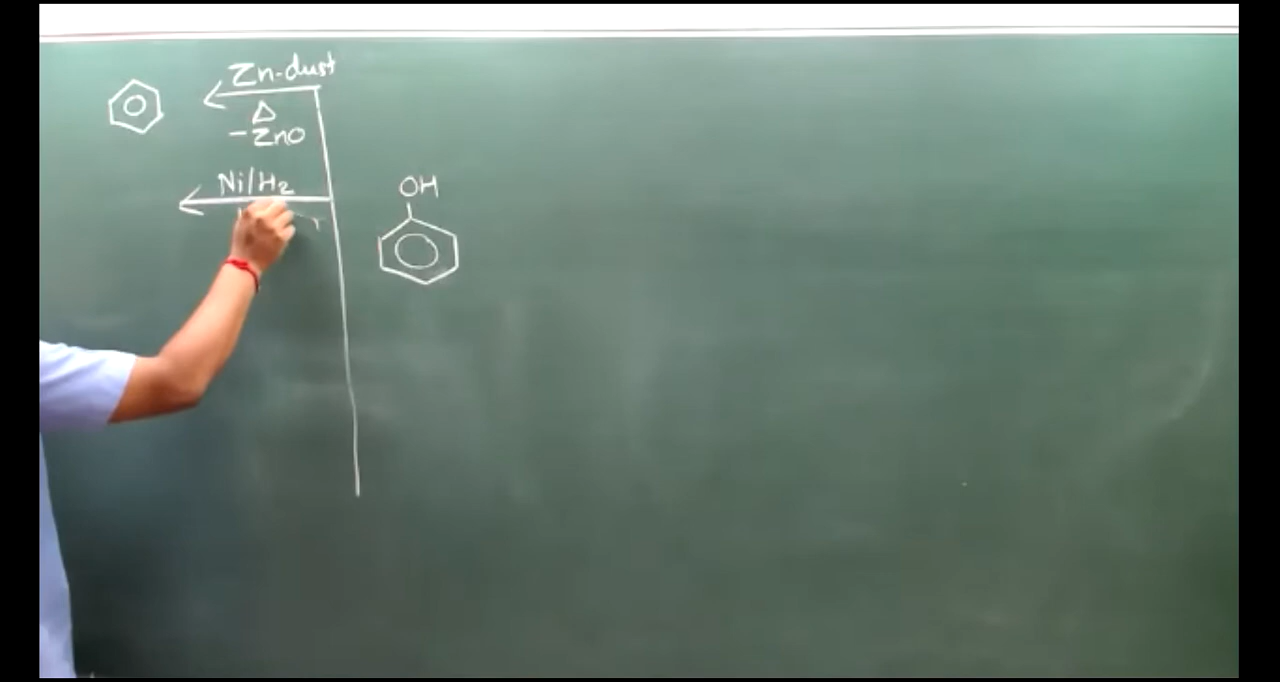 Zn-dust
Δ
-ZnO
Ni/H2
OH